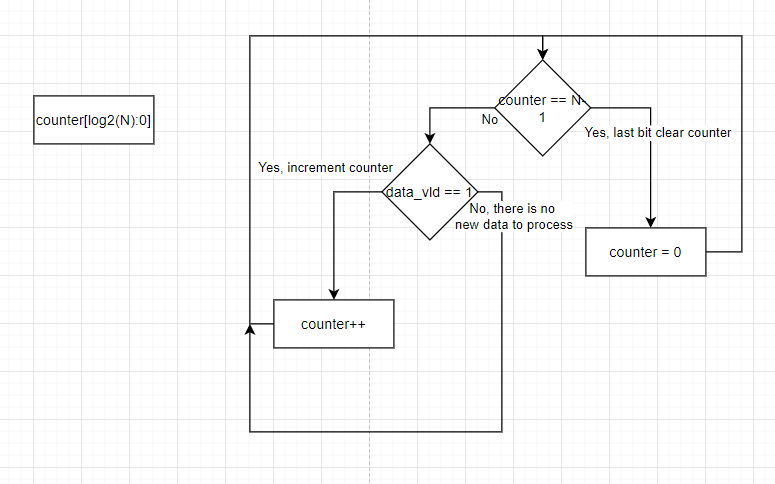 counter == N-
1
counter[log2(N):0]
No
Yes, last bit clear counter
Yes, increment counter
data_vld == 1
No, there is no
new data to process
counter = 0
counter++